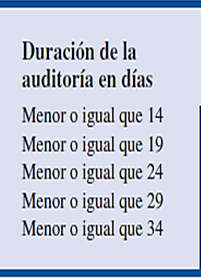 Duración de la
auditoría en días
Menor o igual que 14
Menor o igual que 19
Menor o igual que 24
Menor o igual que 29
Menor o igual que 34